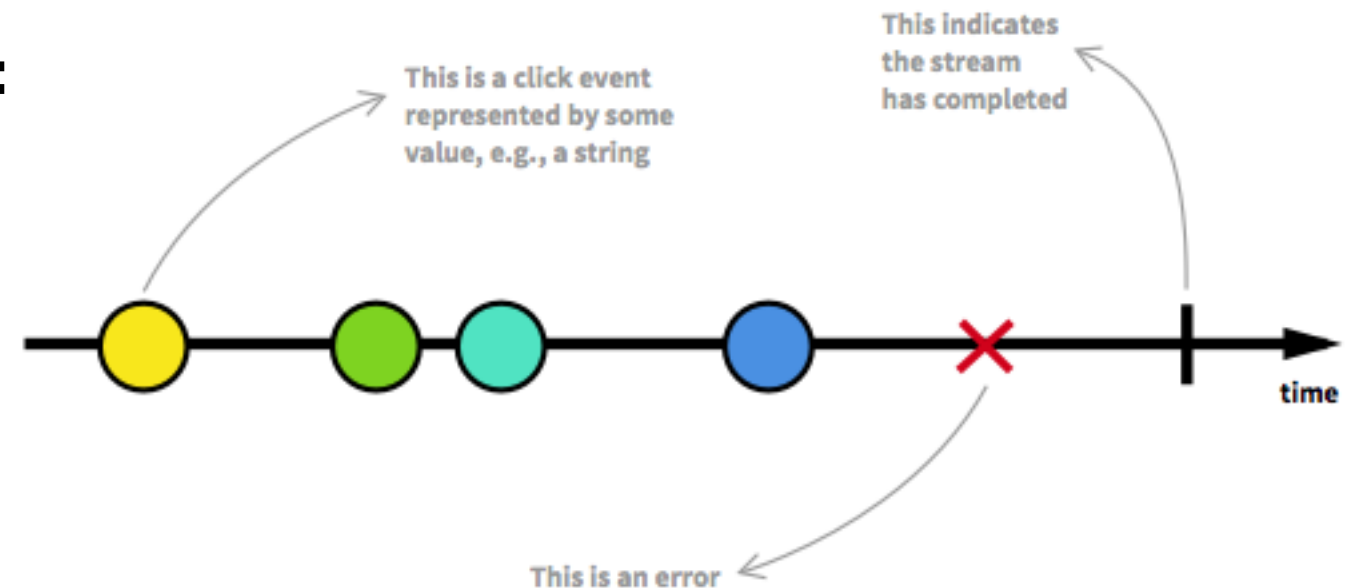 :
This is a click event
represented by some
value, e.g., a string
This indicates
the stream
has completed
time
This is an error